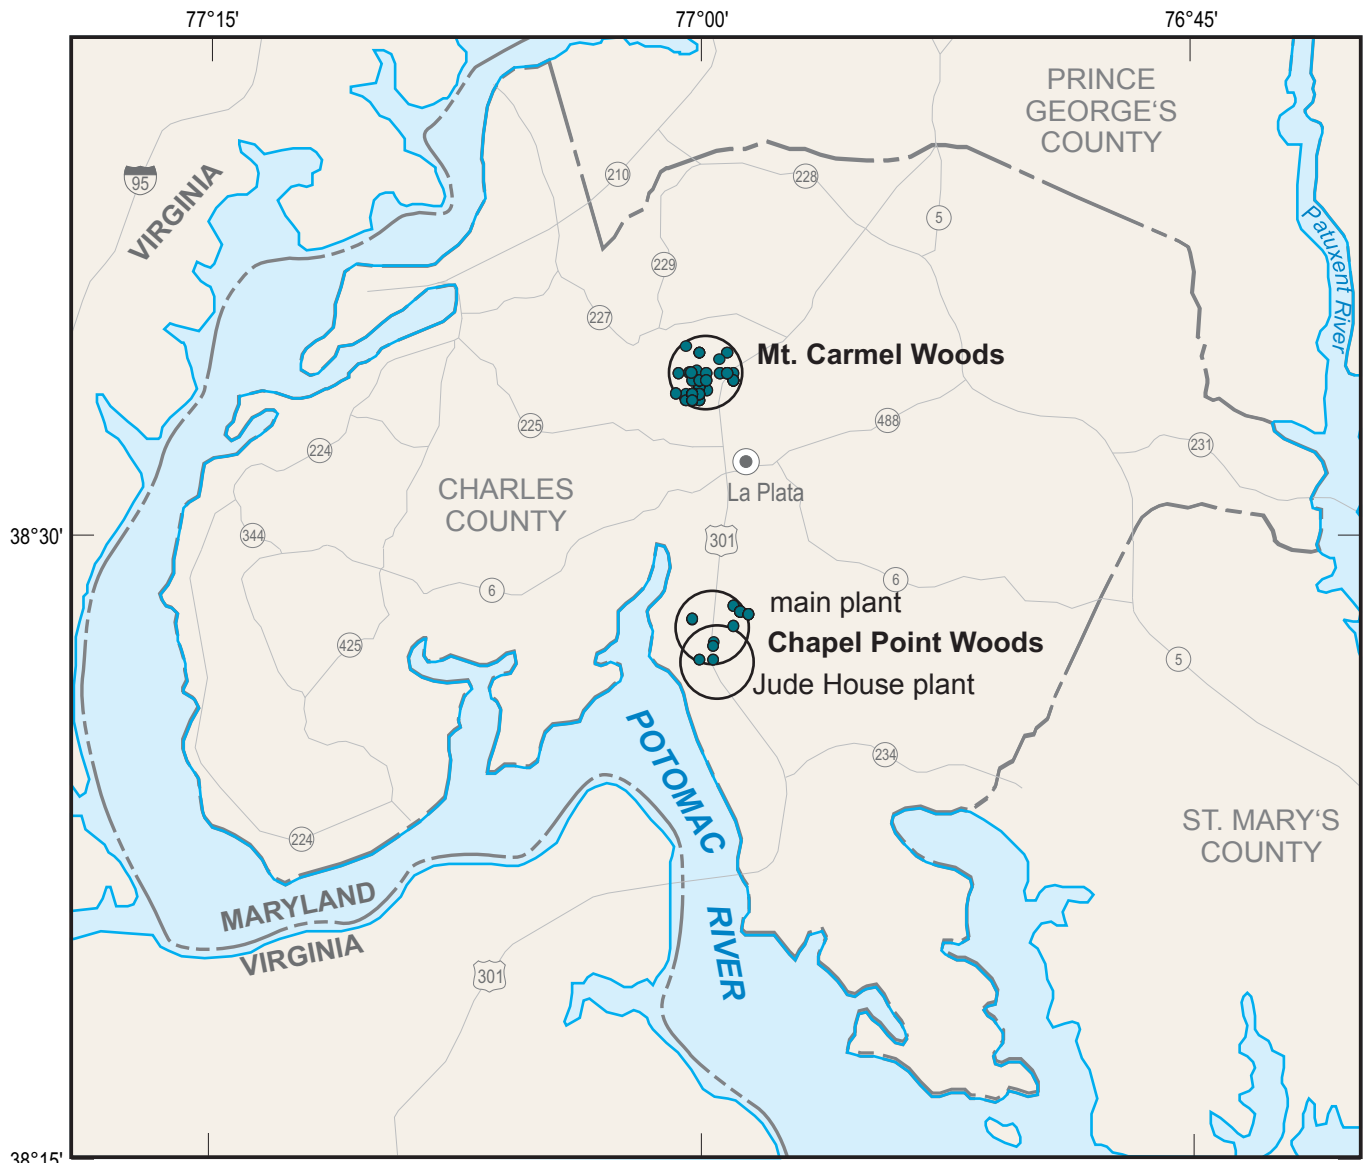 77°15'
77°00'
76°45'
PRINCE
GEORGE‘S
COUNTY
95
VIRGINIA
210
228
5
Patuxent River
229
227
Mt. Carmel Woods
225
488
224
231
La Plata
CHARLES
COUNTY
38°30'
344
301
6
6
main plant
Chapel Point Woods
425
5
Jude House plant
POTOMAC
RIVER
234
ST. MARY‘S
COUNTY
224
MARYLAND
VIRGINIA
301
38°15'